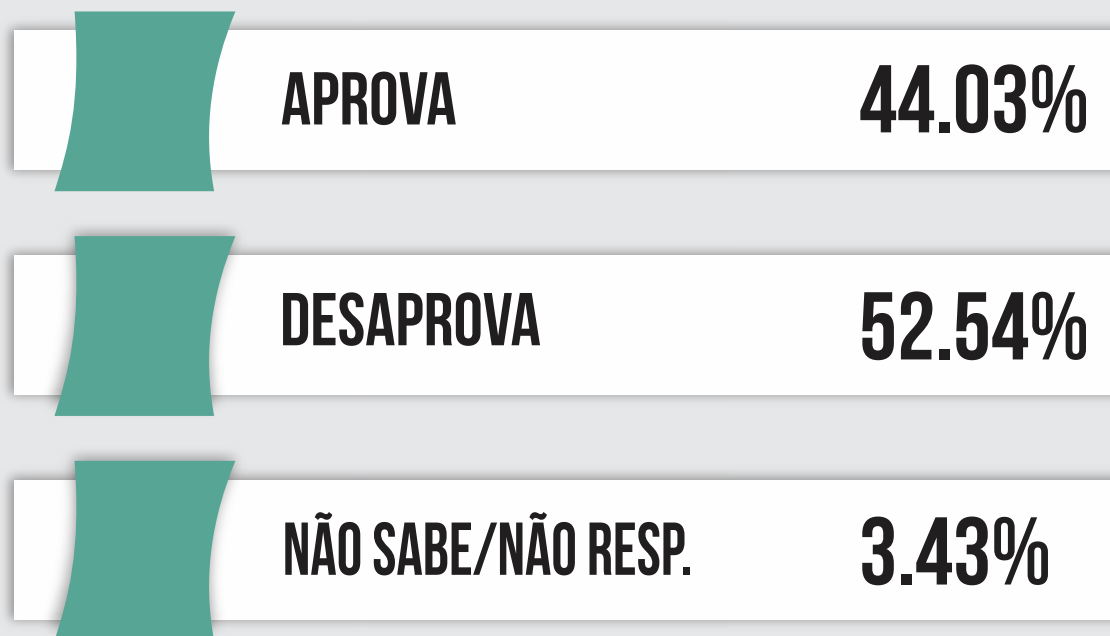 APROVA 44.03%
DESAPROVA 52.54%
NÃO SABE/NÃO RESP. 3.43%